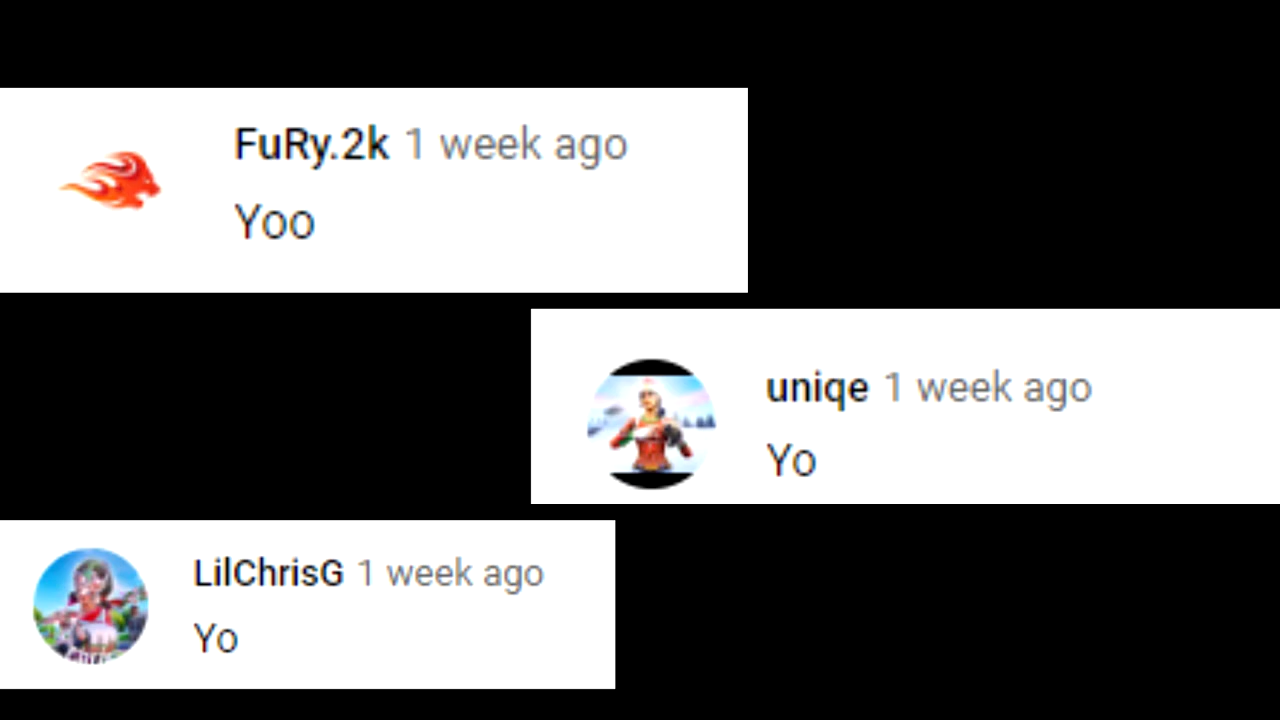 FuRy.2k 1 week ago
Yoo
uniqe 1 week ago
Yo
LilChrisG 1 week ago
Yo